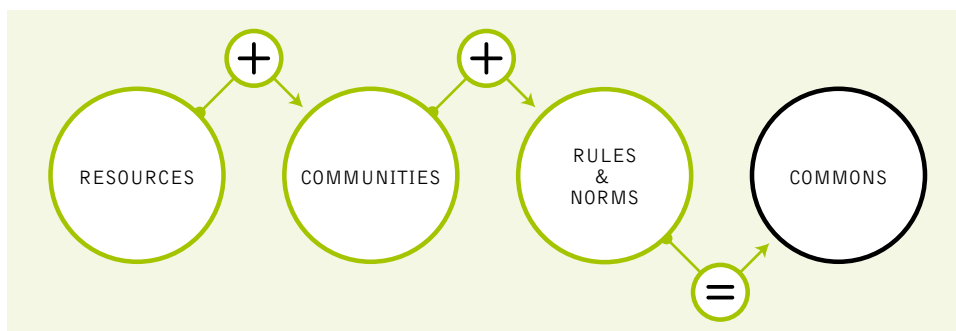 +
+
RESOURCES
COMMUNITIES
RULES
&
NORMS
COMMONS
=